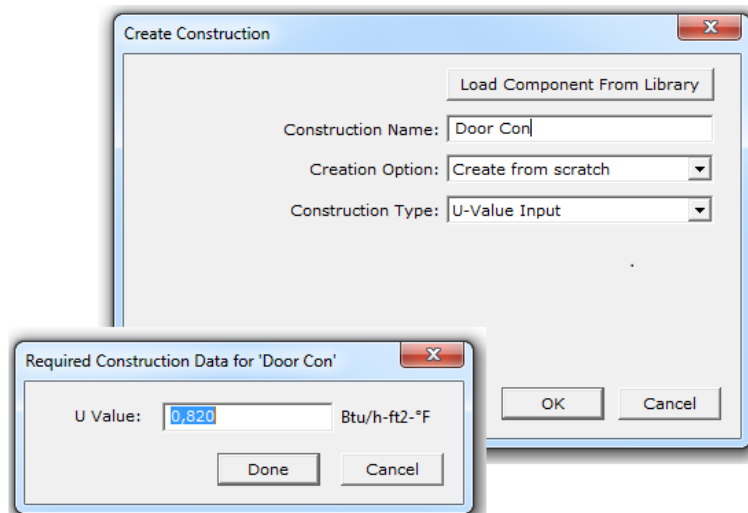 Create Construction
Load Component From Library
Construction Name: Door Con
Creation Option: Create from scratch
Construction Type: U-Value Input
OK Cancel
Required Construction Data for 'Door Con'
U Value: 0,820 Btu/h-ft2-°F
Done Cancel